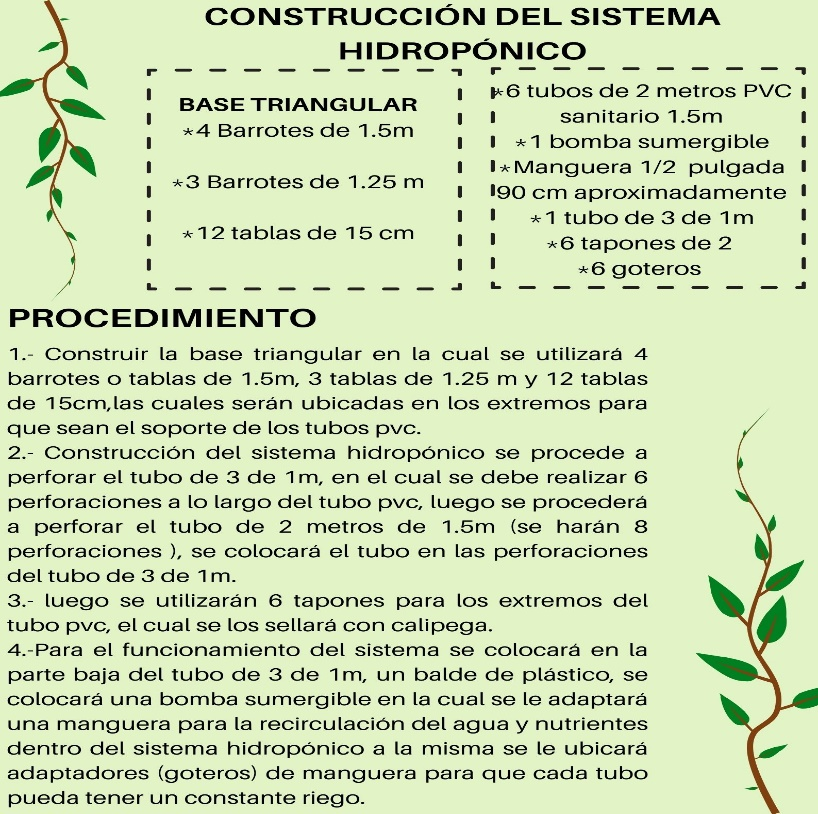 CONSTRUCCIÓN DEL SISTEMA
HIDROPÓNICO
BASE TRIANGULAR
*4 Barrotes de 1.5m
*3 Barrotes de 1.25 m
*12 tablas de 15 cm
*6 tubos de 2 metros PVC
sanitario 1.5m
*1 bomba sumergible
*Manguera 1/2 pulgada
90 cm aproximadamente
*1 tubo de 3 de 1m
*6 tapones de 2
*6 goteros
PROCEDIMIENTO
1.- Construir la base triangular en la cual se utilizará 4
barrotes o tablas de 1.5m, 3 tablas de 1.25 m y 12 tablas
de 15cm,las cuales serán ubicadas en los extremos para
que sean el soporte de los tubos pvc.
2.- Construcción del sistema hidropónico se procede a
perforar el tubo de 3 de 1m, en el cual se debe realizar 6
perforaciones a lo largo del tubo pvc, luego se procederá
a perforar el tubo de 2 metros de 1.5m (se harán 8
perforaciones ), se colocará el tubo en las perforaciones
del tubo de 3 de 1m.
3.- luego se utilizarán 6 tapones para los extremos del
tubo pvc, el cual se los sellará con calipega.
4.-Para el funcionamiento del sistema se colocará en la
parte baja del tubo de 3 de 1m, un balde de plástico, se
colocará una bomba sumergible en la cual se le adaptará
una manguera para la recirculación del agua y nutrientes
dentro del sistema hidropónico a la misma se le ubicará
adaptadores (goteros) de manguera para que cada tubo
pueda tener un constante riego.